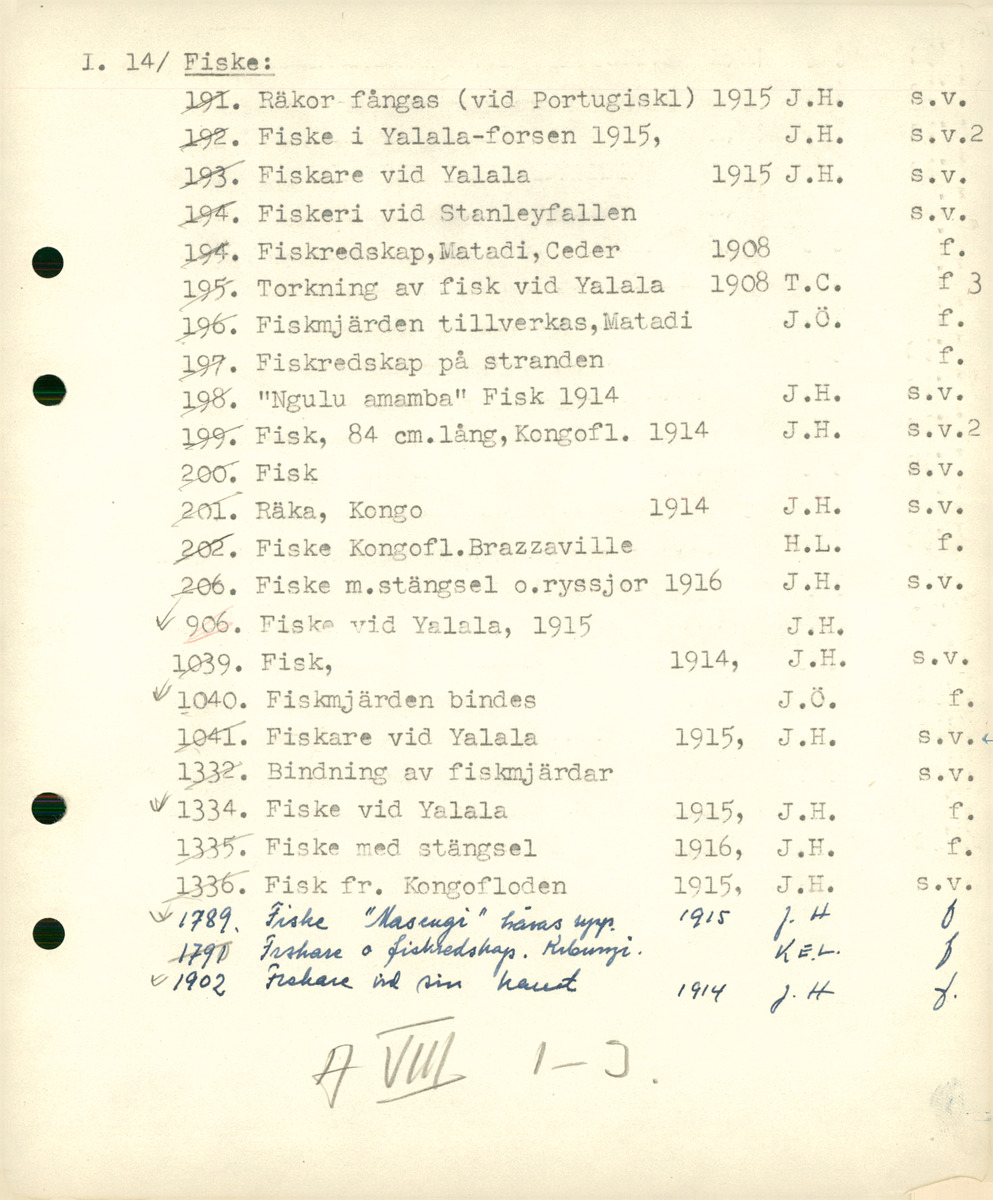 I. 14/ Fiske:
191. Räkor fångas (vid Portugiskl) 1915 J.H. s.v.
192. Fiske i Yalala-forsen 1915, J.H. s.v.2
193. Fiskare vid Yalala 1915 J.H. s.v.
194. Fiskeri vid Stanleyfallen s.v.
194. Fiskredskap,Matadi,Ceder 1908 f.
195. Torkning av fisk vid Yalala 1908 T.C. f 3
196. Fiskmjärden tillverkas,Matadi J.Ö. f.
197. Fiskredskap på stranden f.
198. "Ngulu amamba" Fisk 1914 J.H. s.v.
199. Fisk, 84 cm.lång,Kongofl. 1914 J.H. s.v.2
200. Fisk s.v.
201. Räka, Kongo 1914 J.H. s.v.
202. Fiske Kongofl.Brazzaville H.L. f.
206. Fiske m.stängsel o.ryssjor 1916 J.H. s.v.
906. Fiske vid Yalala, 1915 J.H.
1039. Fisk, 1914, J.H. s.v.
1040. Fiskmjärden bindes J.Ö. f.
1041. Fiskare vid Yalala 1915, J.H. s.v.
1332. Bindning av fiskmjärdar s.v.
1334. Fiske vid Yalala 1915, J.H. f.
1335. Fiske med stängsel 1916, J.H. f.
1336. Fisk fr. Kongofloden 1915, J.H. s.v.
1789. Fiske "Masengi" håvas upp. 1915 J. H f
1790 Fiskare o fiskredskap. Kibunzi. K E.L. f
1902 Fiskare vid sin 1914 J. H f.
A VIII 1-3.